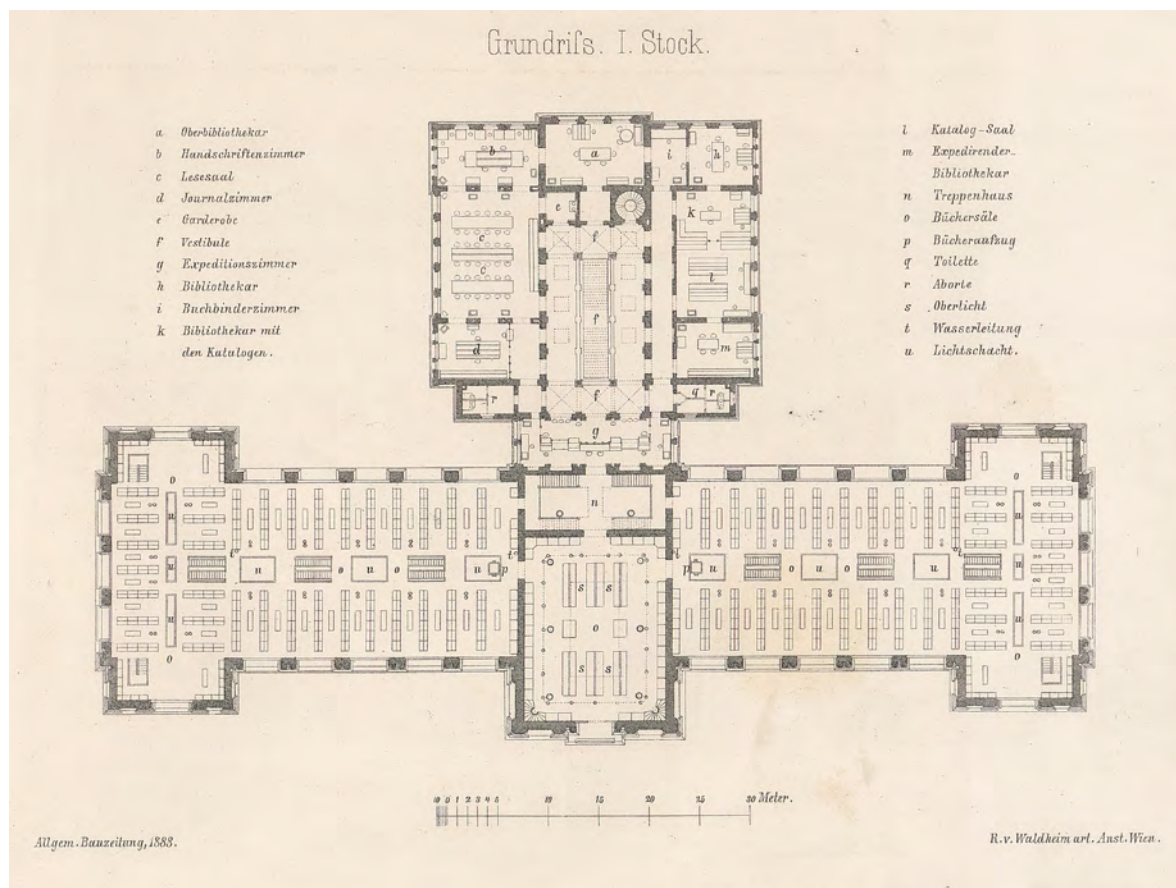 Grundriſs. I. Stock.
a Oberbibliothekar
b Handschriftenzimmer
c Lesesaal
d Journalzimmer
e Garderobe
f Vestibule
g Expeditionszimmer
h Bibliothekar
i Buchbinderzimmer
k Bibliothekar mit
den Katalogen.
l Katalog-Saal
m Expedirender
Bibliothekar
n Treppenhaus
o Büchersäle
p Bücheraufzug
q Toilette
r Aborte
s Oberlicht
t Wasserleitung
u Lichtschacht.
b a i h
e k
c f
c f l
d m
r f q r
g
n
o o
u u
t u u u p p u u u t
u o o o o u
u u
o s s o
o
s s
10 0 1 2 3 4 5 10 15 20 25 30 Meter.
Allgem. Bauzeitung, 1888.
R. v. Waldheim art. Anst. Wien.